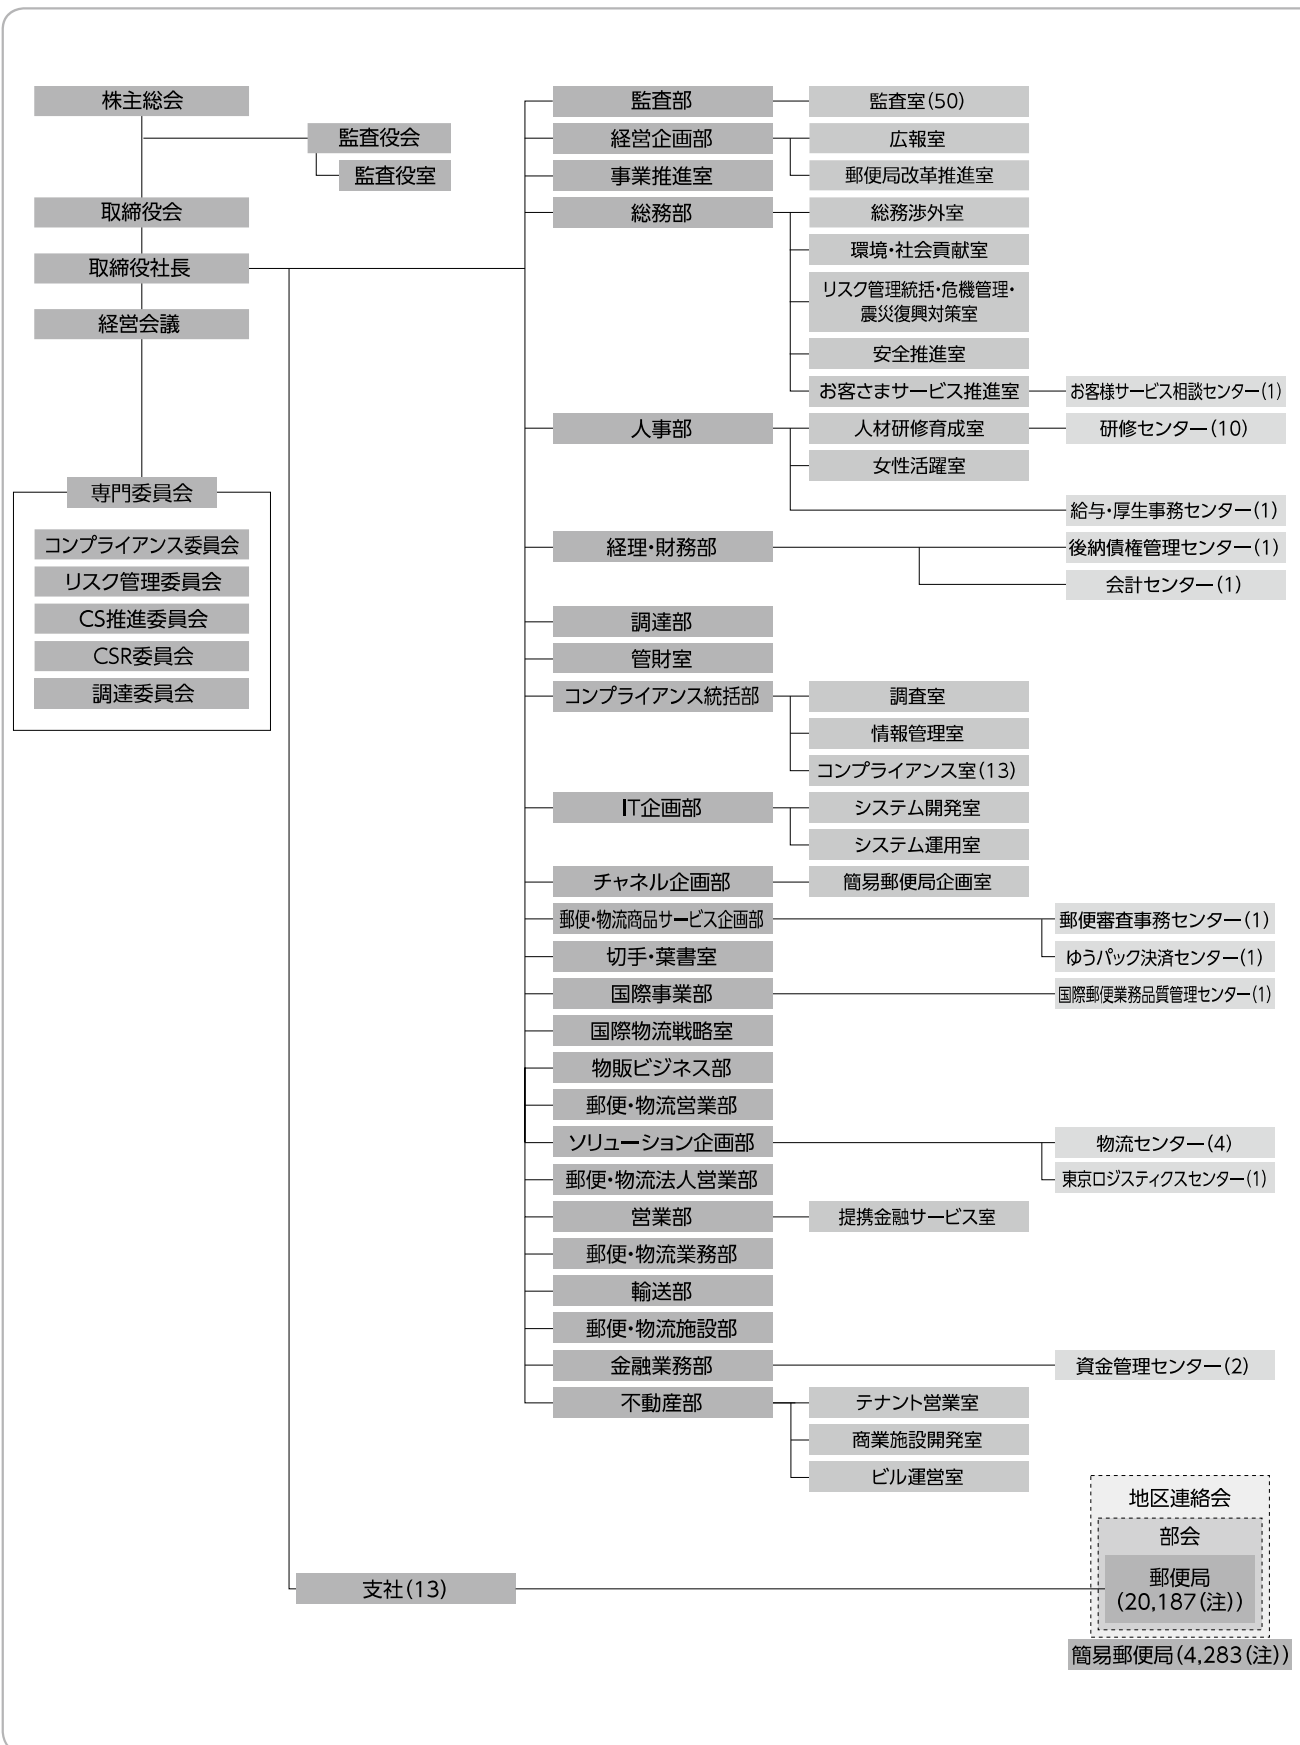 株主総会
監査役会
監査役室
取締役会
取締役社長
経営会議
専門委員会
コンプライアンス委員会
リスク管理委員会
CS推進委員会
CSR委員会
調達委員会
監査部
監査室(50)
経営企画部
広報室
郵便局改革推進室
事業推進室
総務部
総務渉外室
環境・社会貢献室
リスク管理統括・危機管理・
震災復興対策室
安全推進室
お客さまサービス推進室
お客様サービス相談センター(1)
人事部
人材研修育成室
研修センター(10)
女性活躍室
給与・厚生事務センター(1)
経理・財務部
後納債権管理センター(1)
会計センター(1)
調達部
管財室
コンプライアンス統括部
調査室
情報管理室
コンプライアンス室(13)
IT企画部
システム開発室
システム運用室
チャネル企画部
簡易郵便局企画室
郵便・物流商品サービス企画部
郵便審査事務センター(1)
ゆうパック決済センター(1)
切手・葉書室
国際事業部
国際郵便業務品質管理センター(1)
国際物流戦略室
物販ビジネス部
郵便・物流営業部
ソリューション企画部
物流センター(4)
東京ロジスティクスセンター(1)
郵便・物流法人営業部
営業部
提携金融サービス室
郵便・物流業務部
輸送部
郵便・物流施設部
金融業務部
資金管理センター(2)
不動産部
テナント営業室
商業施設開発室
ビル運営室
支社(13)
地区連絡会
部会
郵便局
(20,187(注))
簡易郵便局(4,283(注))